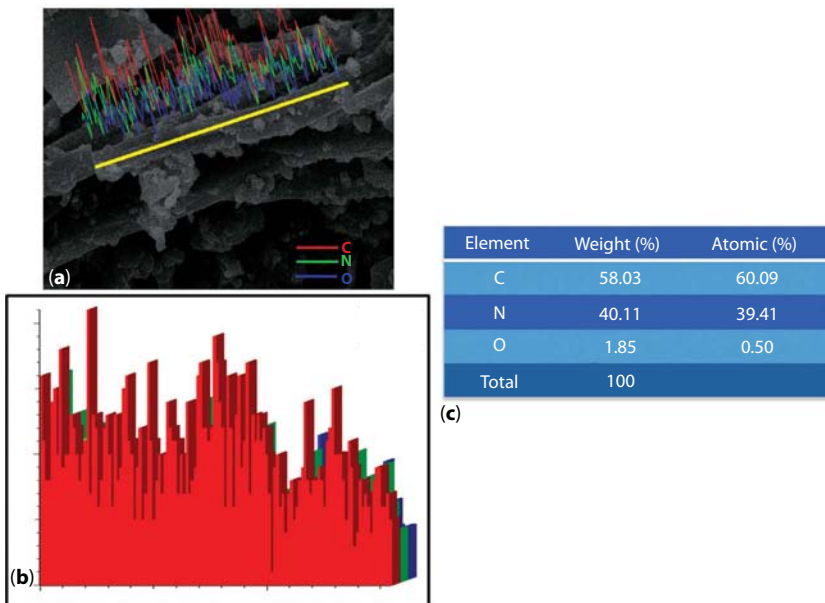 C
N
O
(a)
(b)
Element Weight (%) Atomic (%)
C 58.03 60.09
N 40.11 39.41
O 1.85 0.50
Total 100
(c)